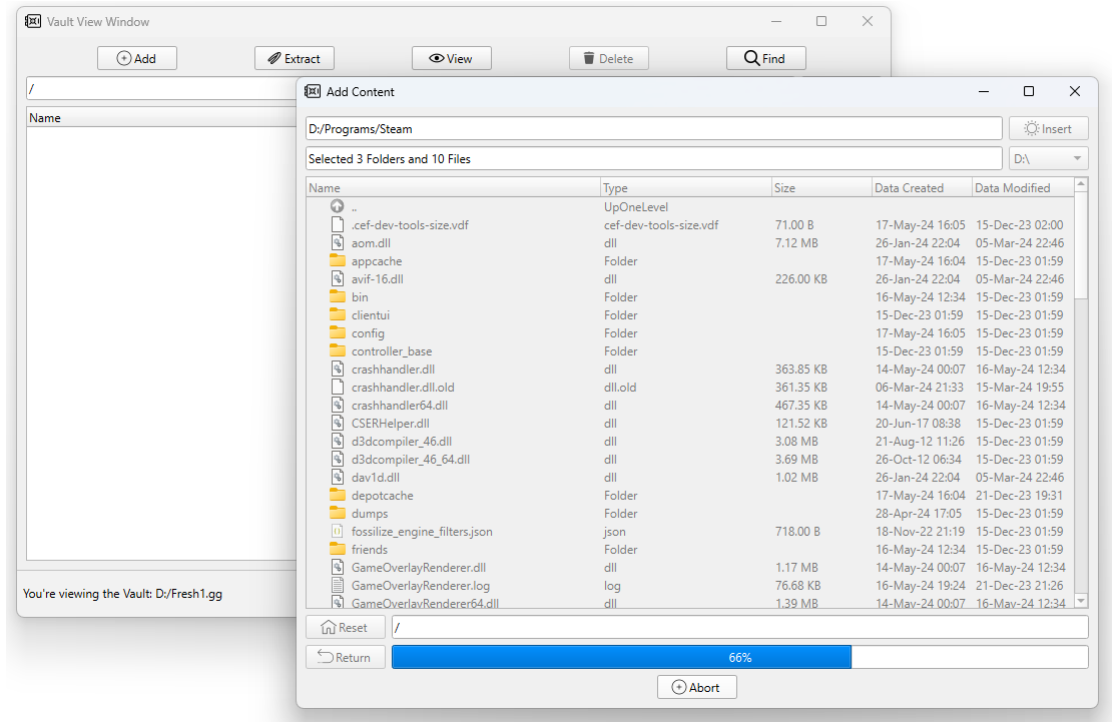 Vault View Window
Add Extract View Delete Find
/
Name
You're viewing the Vault: D:/Fresh1.gg
Add Content
D:/Programs/Steam Insert
Selected 3 Folders and 10 Files D:\
Name Type Size Data Created Data Modified
.. UpOneLevel
.cef-dev-tools-size.vdf cef-dev-tools-size.vdf 71.00 B 17-May-24 16:05 15-Dec-23 02:00
aom.dll dll 7.12 MB 26-Jan-24 22:04 05-Mar-24 22:46
appcache Folder 17-May-24 16:04 15-Dec-23 01:59
avif-16.dll dll 226.00 KB 26-Jan-24 22:04 05-Mar-24 22:46
bin Folder 16-May-24 12:34 15-Dec-23 01:59
clientui Folder 15-Dec-23 01:59 15-Dec-23 01:59
config Folder 17-May-24 16:05 15-Dec-23 01:59
controller_base Folder 15-Dec-23 01:59 15-Dec-23 01:59
crashhandler.dll dll 363.85 KB 14-May-24 00:07 16-May-24 12:34
crashhandler.dll.old dll.old 361.35 KB 06-Mar-24 21:33 15-Mar-24 19:55
crashhandler64.dll dll 467.35 KB 14-May-24 00:07 16-May-24 12:34
CSERHelper.dll dll 121.52 KB 20-Jun-17 08:38 15-Dec-23 01:59
d3dcompiler_46.dll dll 3.08 MB 21-Aug-12 11:26 15-Dec-23 01:59
d3dcompiler_46_64.dll dll 3.69 MB 26-Oct-12 06:34 15-Dec-23 01:59
dav1d.dll dll 1.02 MB 26-Jan-24 22:04 05-Mar-24 22:46
depotcache Folder 17-May-24 16:04 21-Dec-23 19:31
dumps Folder 28-Apr-24 17:05 15-Dec-23 01:59
fossilize_engine_filters.json json 718.00 B 18-Nov-22 21:19 15-Dec-23 01:59
friends Folder 16-May-24 12:34 15-Dec-23 01:59
GameOverlayRenderer.dll dll 1.17 MB 14-May-24 00:07 16-May-24 12:34
GameOverlayRenderer.log log 76.68 KB 16-May-24 19:24 21-Dec-23 21:26
GameOverlayRenderer64.dll dll 1.39 MB 14-May-24 00:07 16-May-24 12:34
Reset /
Return 66%
Abort